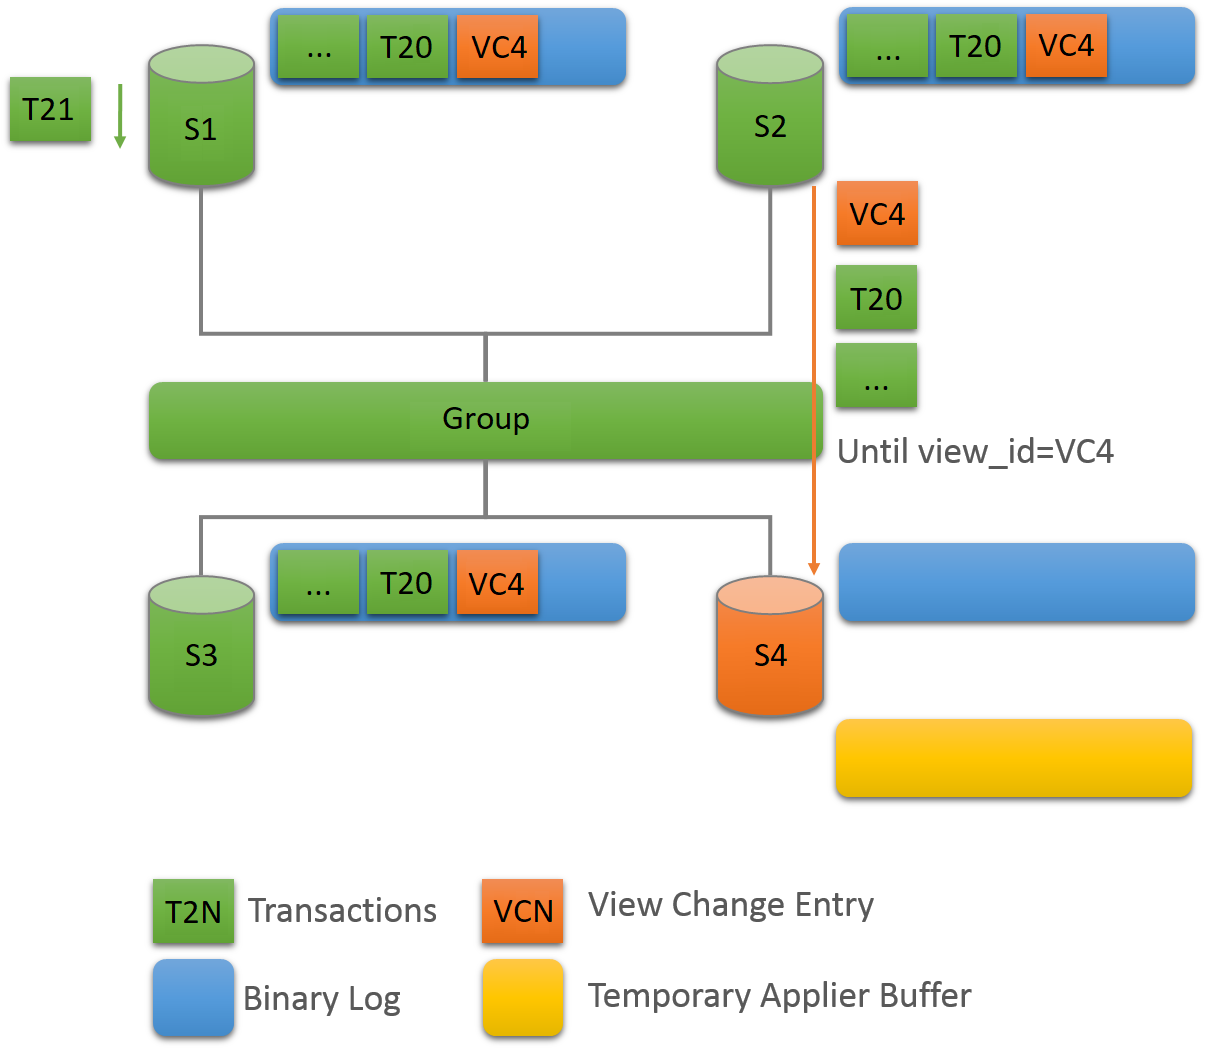 ... T20 VC4
... T20 VC4
T21
S1
S2
VC4
T20
...
Group
Until view_id=VC4
... T20 VC4
S3
S4
T2N Transactions
VCN View Change Entry
Binary Log
Temporary Applier Buffer